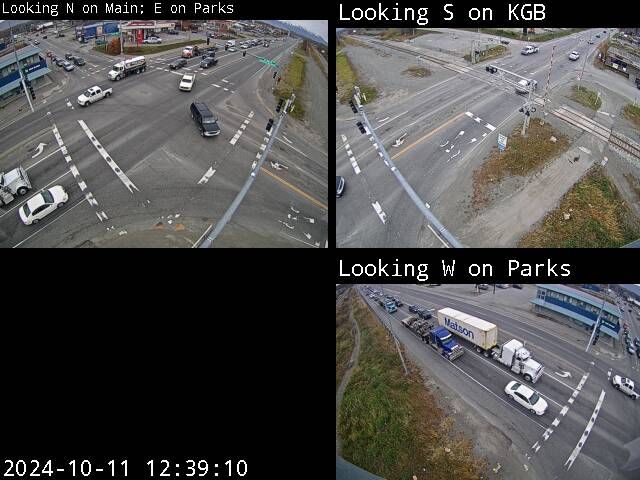 Looking N on Main; E on Parks
Looking S on KGB
Looking W on Parks
Matson
2024-10-11 12:39:10